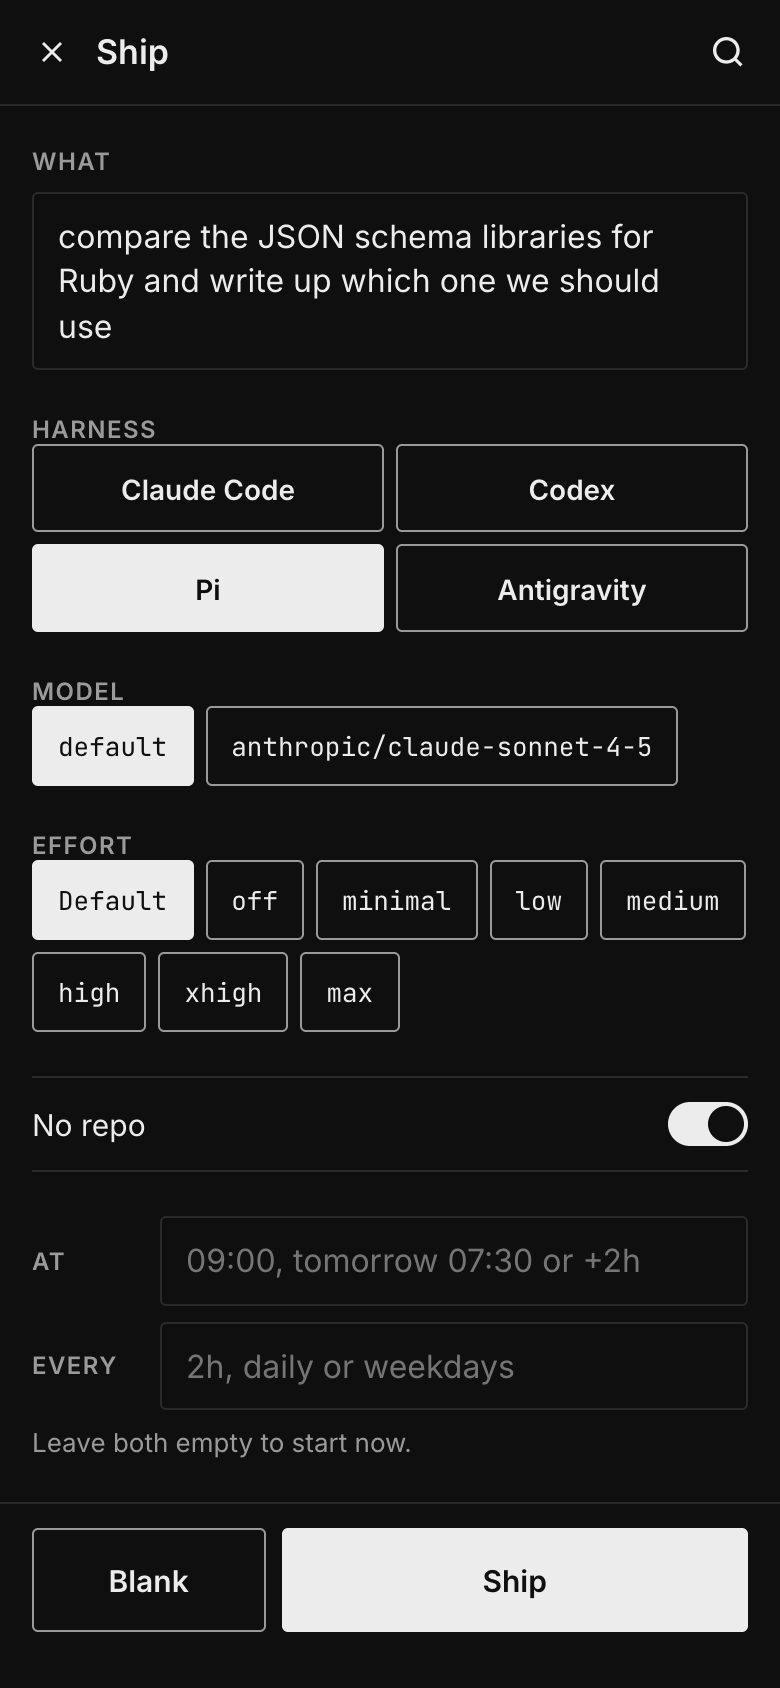 Ship
WHAT
compare the JSON schema libraries for
Ruby and write up which one we should
use
HARNESS
Claude Code
Codex
Pi
Antigravity
MODEL
default
anthropic/claude-sonnet-4-5
EFFORT
Default
off
minimal
low
medium
high
xhigh
max
No repo
AT
09:00, tomorrow 07:30 or +2h
EVERY
2h, daily or weekdays
Leave both empty to start now.
Blank
Ship